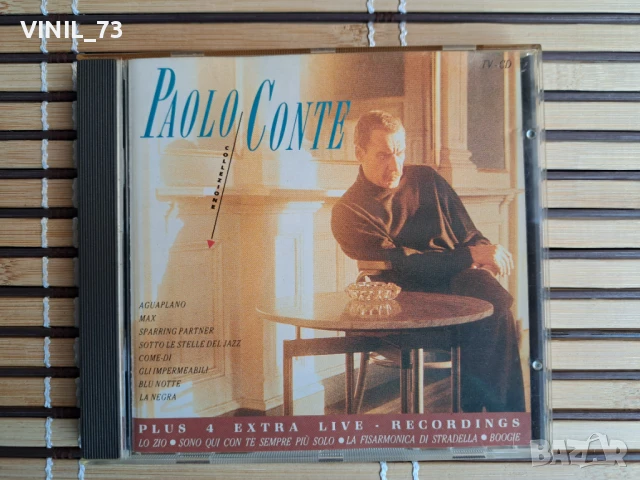 VINIL_73
TV-CD
PAOLO CONTE
COLLEZIONE
AGUAPLANO
MAX
SPARRING PARTNER
SOTTO LE STELLE DEL JAZZ
COME-DI
GLI IMPERMEABILI
BLU NOTTE
LA NEGRA
PLUS 4 EXTRA LIVE - RECORDINGS
LO ZIO • SONO QUI CON TE SEMPRE PIÙ SOLO • LA FISARMONICA DI STRADELLA • BOOGIE
bazar